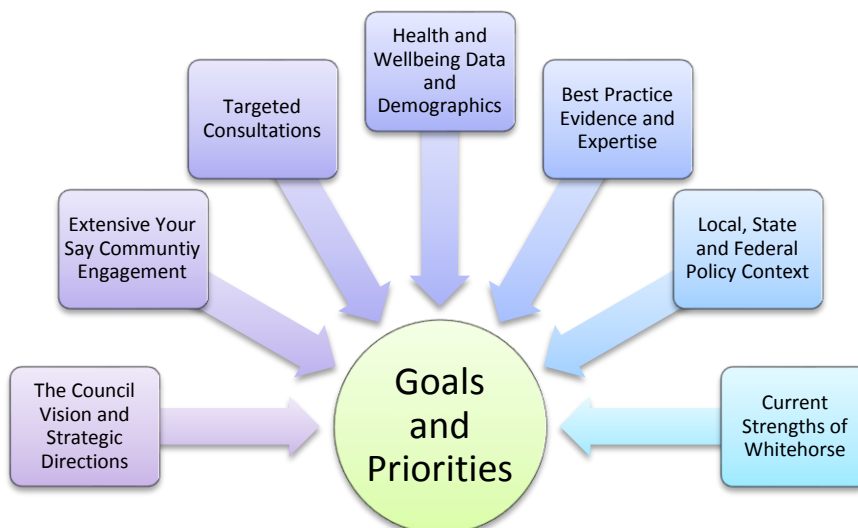 Health and
Wellbeing Data
and
Demographics
Targeted
Consultations
Best Practice
Evidence and
Expertise
Extensive Your
Say Communtiy
Engagement
Local, State
and Federal
Policy Context
The Council
Vision and
Strategic
Directions
Goals
and
Priorities
Current
Strengths of
Whitehorse